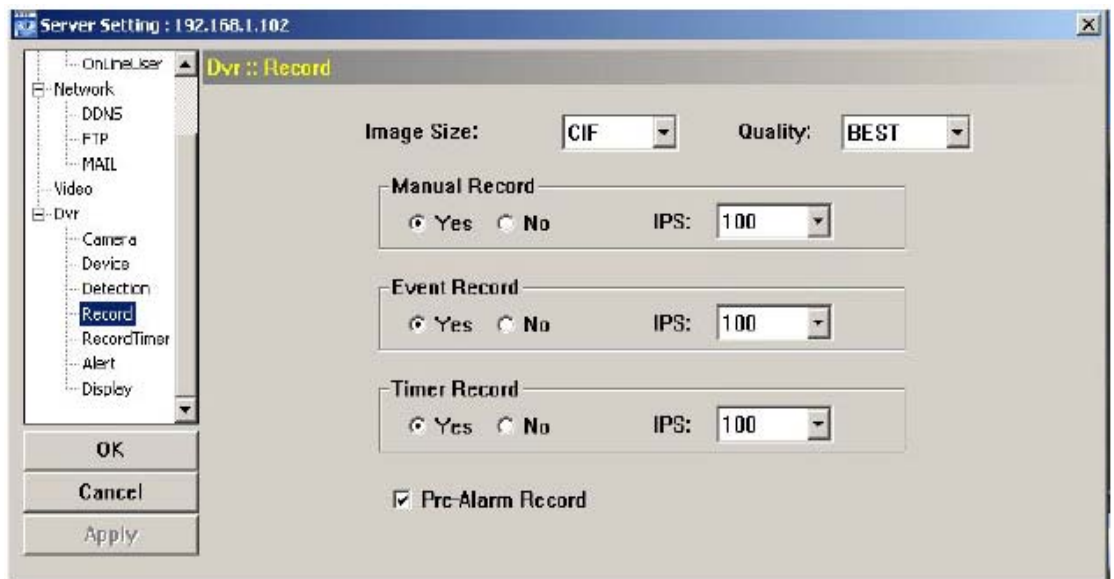 Server Setting : 192.168.1.102
OnLineUser
Network
DDNS
FTP
MAIL
Video
Dvr
Camera
Device
Detection
Record
RecordTimer
Alert
Display
OK
Cancel
Apply
Dvr :: Record
Image Size: CIF Quality: BEST
Manual Record
Yes No IPS: 100
Event Record
Yes No IPS: 100
Timer Record
Yes No IPS: 100
Pre-Alarm Record